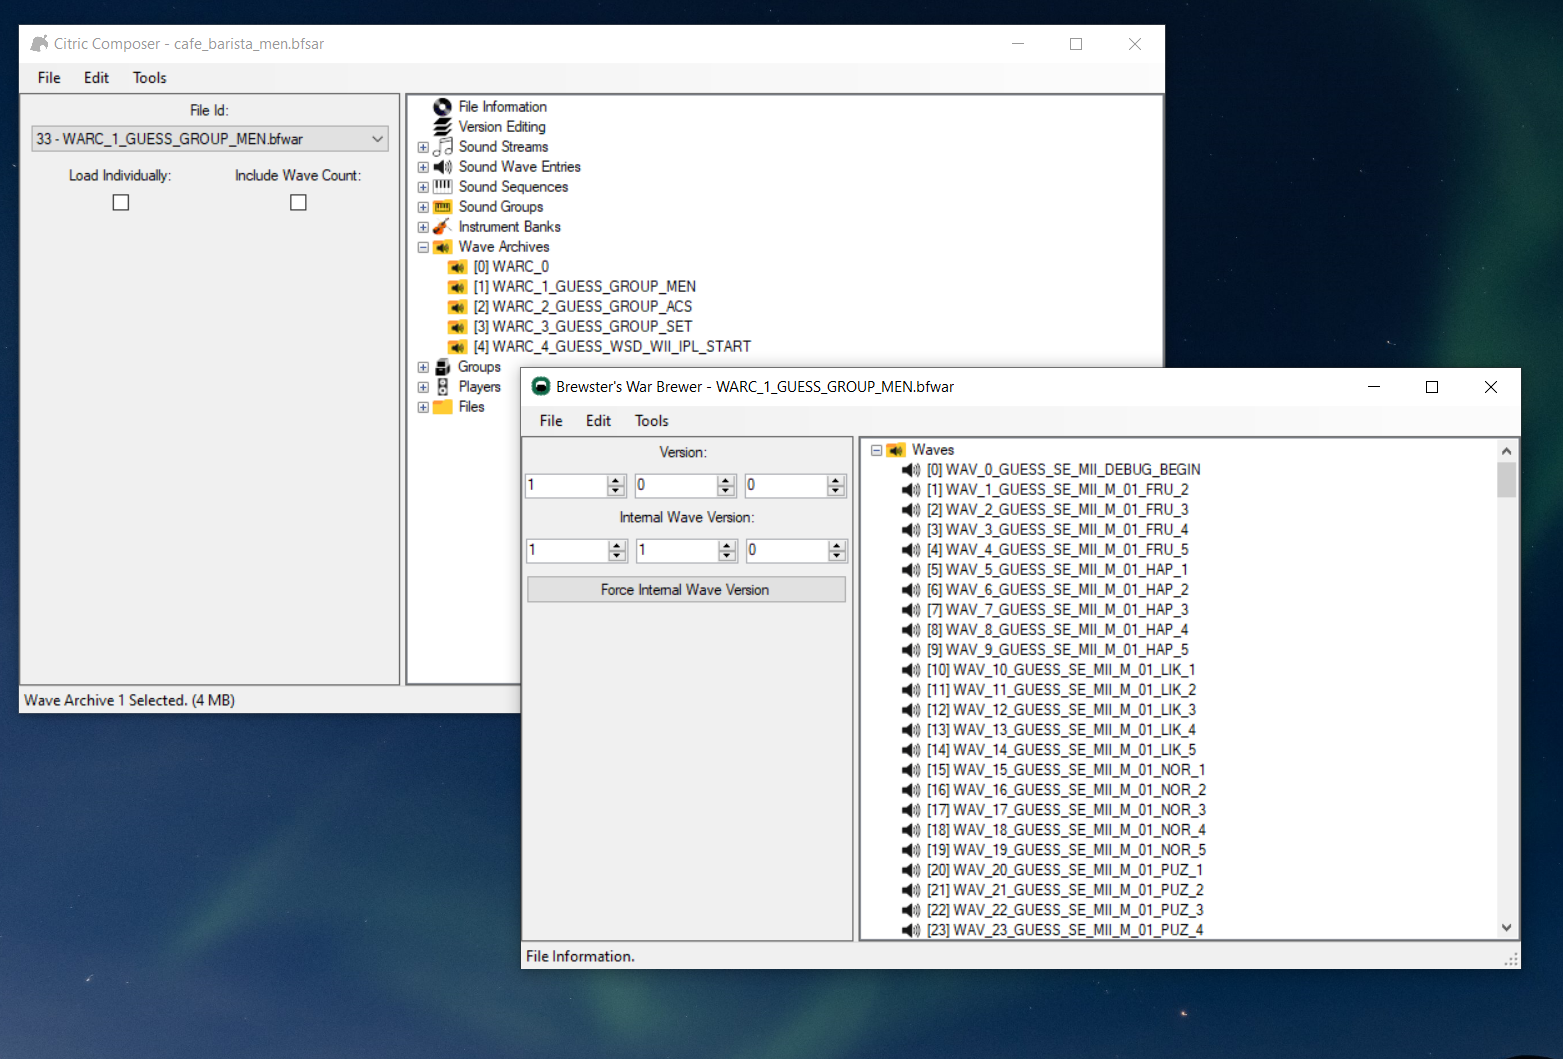 Citric Composer - cafe_barista_men.bfsar
File Edit Tools
File Id:
33 - WARC_1_GUESS_GROUP_MEN.bfwar
Load Individually: Include Wave Count:
File Information
Version Editing
Sound Streams
Sound Wave Entries
Sound Sequences
Sound Groups
Instrument Banks
Wave Archives
[0] WARC_0
[1] WARC_1_GUESS_GROUP_MEN
[2] WARC_2_GUESS_GROUP_ACS
[3] WARC_3_GUESS_GROUP_SET
[4] WARC_4_GUESS_WSD_WII_IPL_START
Groups
Players
Files
Wave Archive 1 Selected. (4 MB)
Brewster's War Brewer - WARC_1_GUESS_GROUP_MEN.bfwar
File Edit Tools
Version:
1 0 0
Internal Wave Version:
1 1 0
Force Internal Wave Version
Waves
[0] WAV_0_GUESS_SE_MII_DEBUG_BEGIN
[1] WAV_1_GUESS_SE_MII_M_01_FRU_2
[2] WAV_2_GUESS_SE_MII_M_01_FRU_3
[3] WAV_3_GUESS_SE_MII_M_01_FRU_4
[4] WAV_4_GUESS_SE_MII_M_01_FRU_5
[5] WAV_5_GUESS_SE_MII_M_01_HAP_1
[6] WAV_6_GUESS_SE_MII_M_01_HAP_2
[7] WAV_7_GUESS_SE_MII_M_01_HAP_3
[8] WAV_8_GUESS_SE_MII_M_01_HAP_4
[9] WAV_9_GUESS_SE_MII_M_01_HAP_5
[10] WAV_10_GUESS_SE_MII_M_01_LIK_1
[11] WAV_11_GUESS_SE_MII_M_01_LIK_2
[12] WAV_12_GUESS_SE_MII_M_01_LIK_3
[13] WAV_13_GUESS_SE_MII_M_01_LIK_4
[14] WAV_14_GUESS_SE_MII_M_01_LIK_5
[15] WAV_15_GUESS_SE_MII_M_01_NOR_1
[16] WAV_16_GUESS_SE_MII_M_01_NOR_2
[17] WAV_17_GUESS_SE_MII_M_01_NOR_3
[18] WAV_18_GUESS_SE_MII_M_01_NOR_4
[19] WAV_19_GUESS_SE_MII_M_01_NOR_5
[20] WAV_20_GUESS_SE_MII_M_01_PUZ_1
[21] WAV_21_GUESS_SE_MII_M_01_PUZ_2
[22] WAV_22_GUESS_SE_MII_M_01_PUZ_3
[23] WAV_23_GUESS_SE_MII_M_01_PUZ_4
File Information.